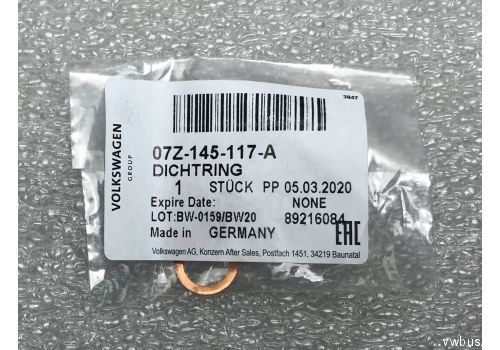 3047
VOLKSWAGEN
GROUP
07Z-145-117-A
DICHTRING
1 STÜCK PP 05.03.2020
Expire Date: NONE
LOT:BW-0159/BW20 89216084
Made in GERMANY
EAC
Volkswagen AG, Konzern After Sales, Postfach 1451, 34219 Baunatal
vwbus.